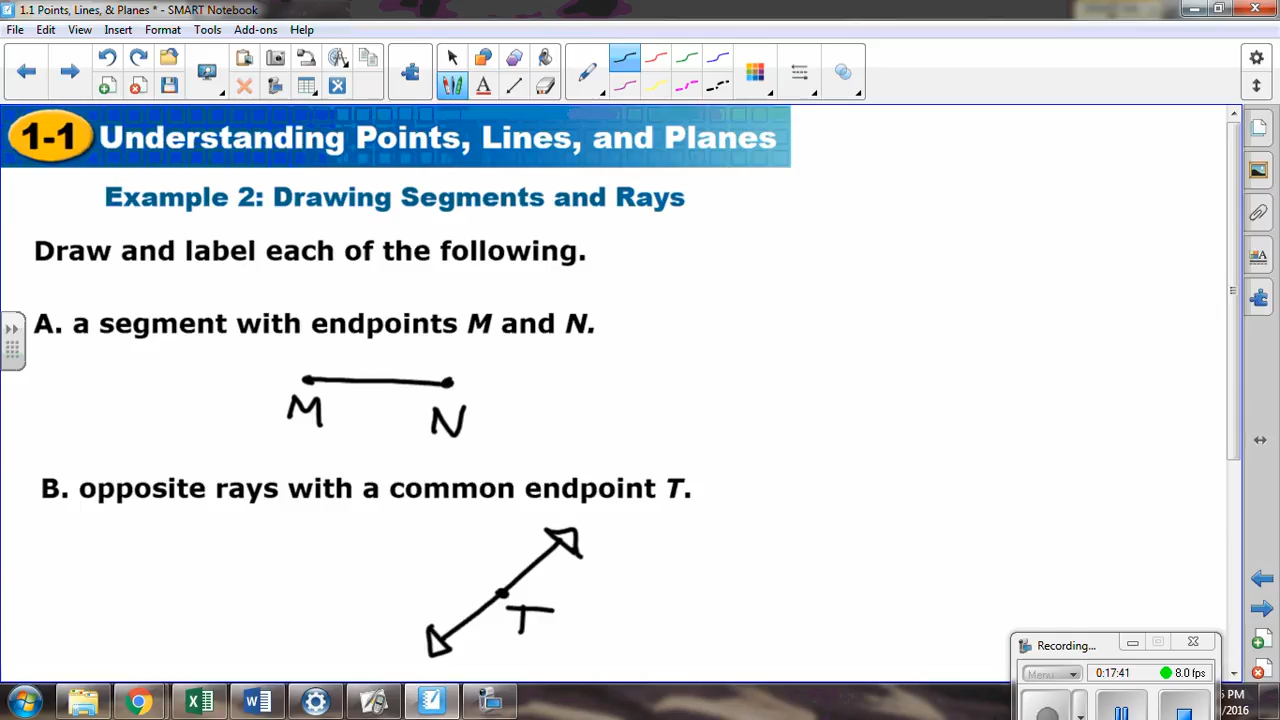 1.1 Points, Lines, & Planes * - SMART Notebook
File Edit View Insert Format Tools Add-ons Help
1-1 Understanding Points, Lines, and Planes
Example 2: Drawing Segments and Rays
Draw and label each of the following.
A. a segment with endpoints M and N.
M N
B. opposite rays with a common endpoint T.
T
Recording...
Menu 0:17:41 8.0 fps
PM
/2016